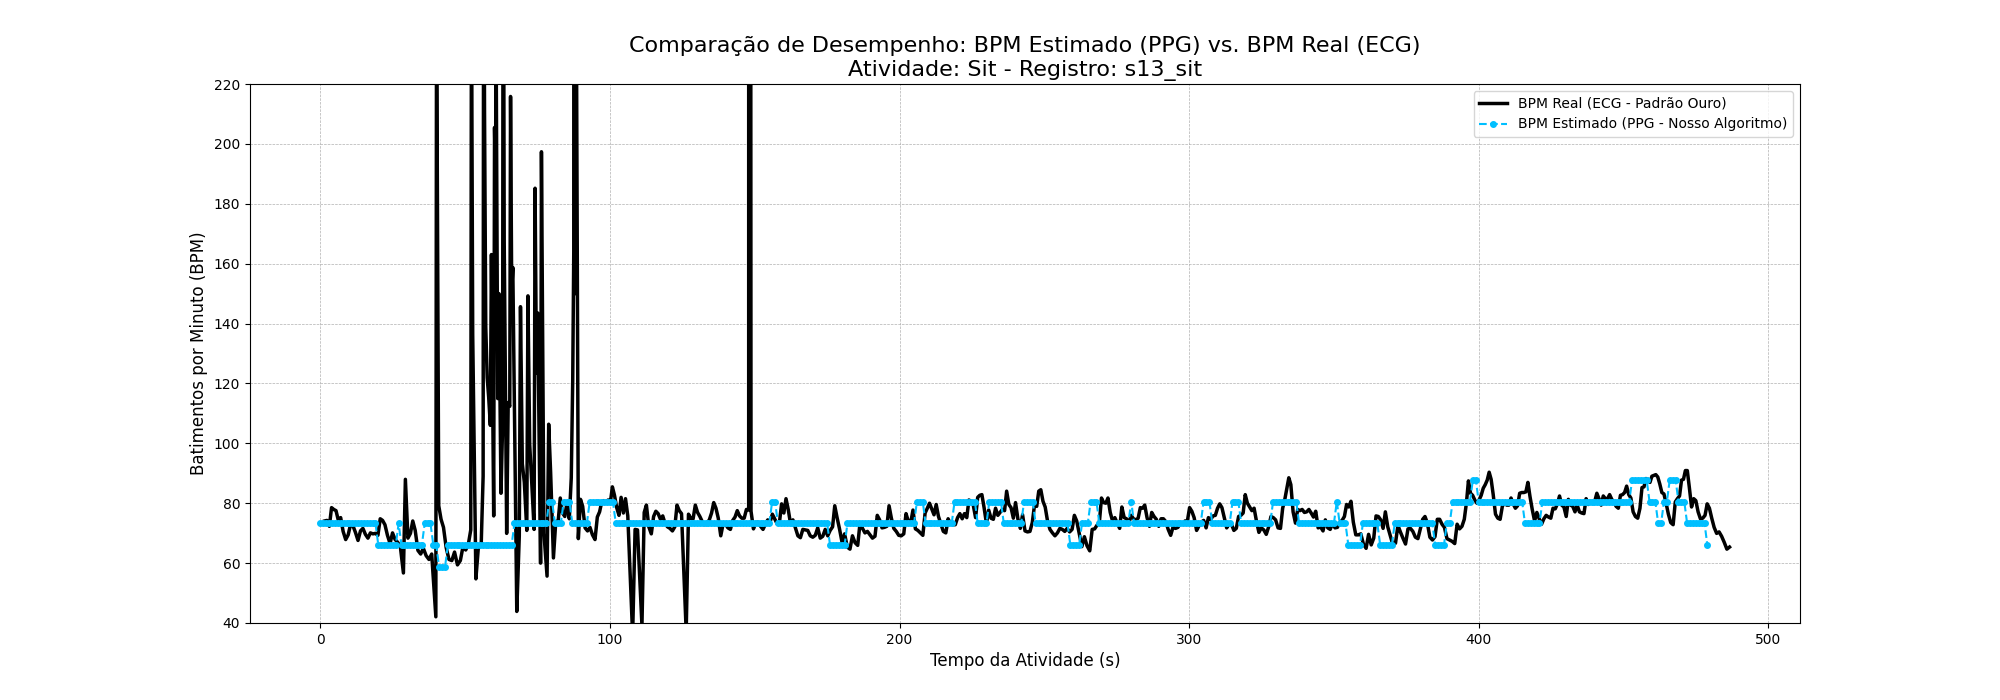 Comparação de Desempenho: BPM Estimado (PPG) vs. BPM Real (ECG)
Atividade: Sit - Registro: s13_sit
BPM Real (ECG - Padrão Ouro)
BPM Estimado (PPG - Nosso Algoritmo)
Batimentos por Minuto (BPM)
220
200
180
160
140
120
100
80
60
40
0 100 200 300 400 500
Tempo da Atividade (s)